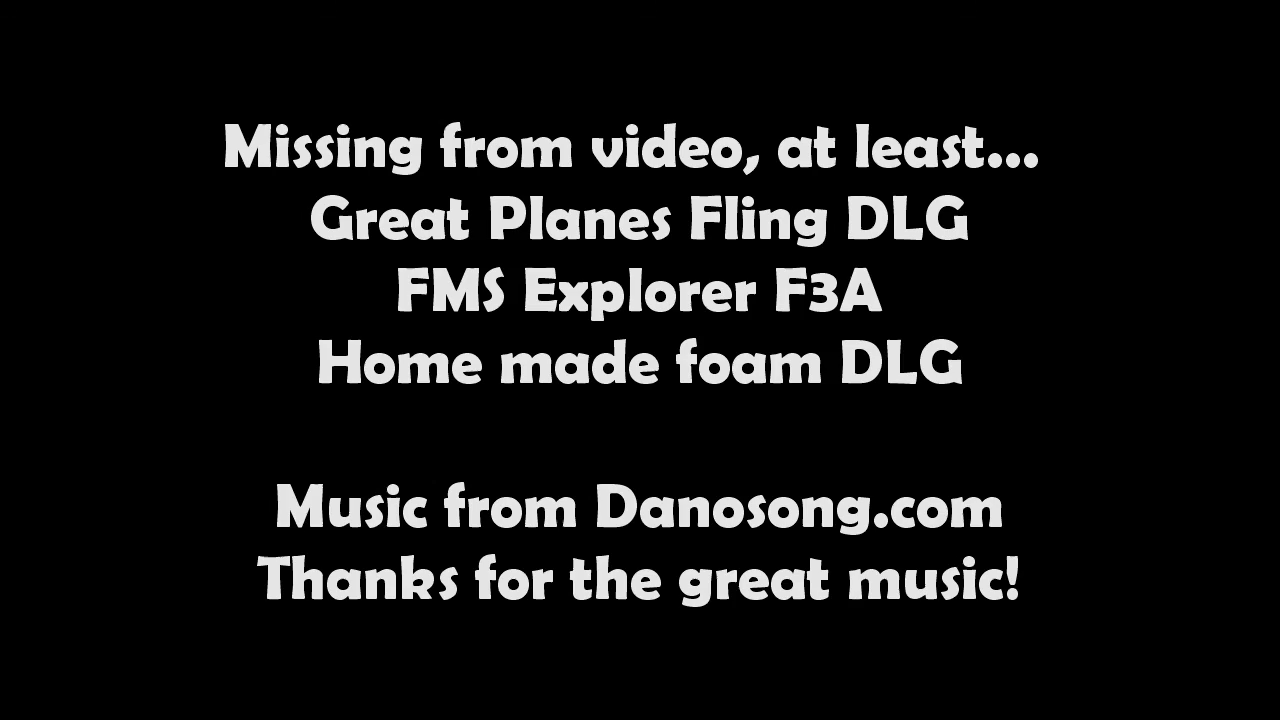 Missing from video, at least...
Great Planes Fling DLG
FMS Explorer F3A
Home made foam DLG
Music from Danosong.com
Thanks for the great music!